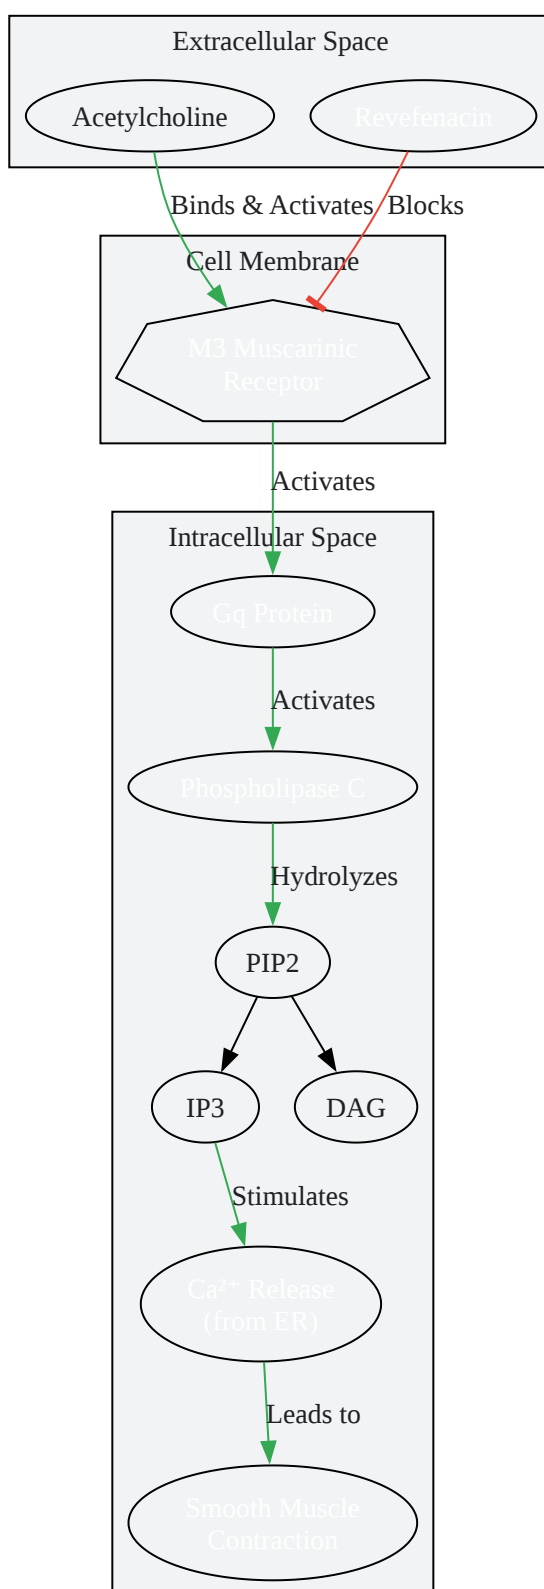 Extracellular Space
Acetylcholine
Revefenacin
Binds & Activates
Blocks
Cell Membrane
M3 Muscarinic
Receptor
Activates
Intracellular Space
Gq Protein
Activates
Phospholipase C
Hydrolyzes
PIP2
IP3
DAG
Stimulates
Ca²⁺ Release
(from ER)
Leads to
Smooth Muscle
Contraction